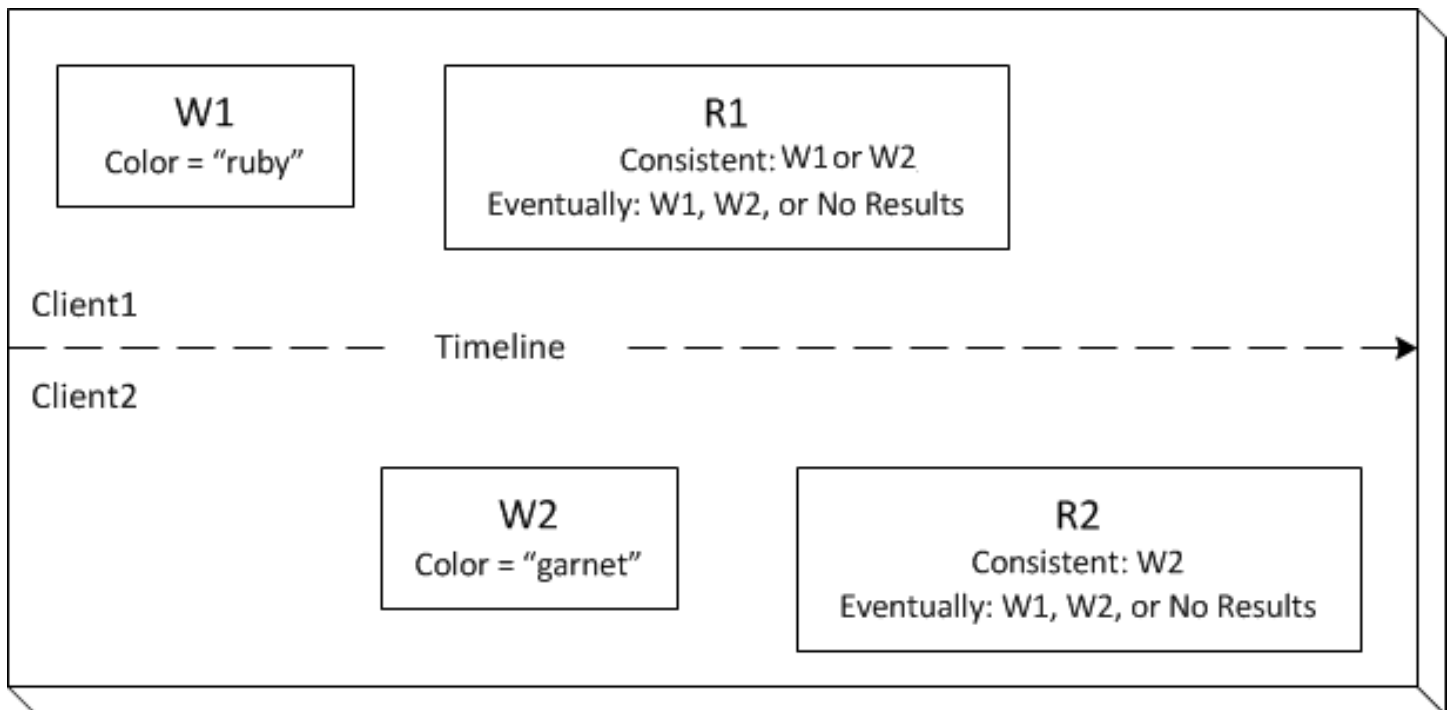 W1
Color = “ruby”
R1
Consistent: W1 or W2
Eventually: W1, W2, or No Results
Client1
Timeline
Client2
W2
Color = “garnet”
R2
Consistent: W2
Eventually: W1, W2, or No Results